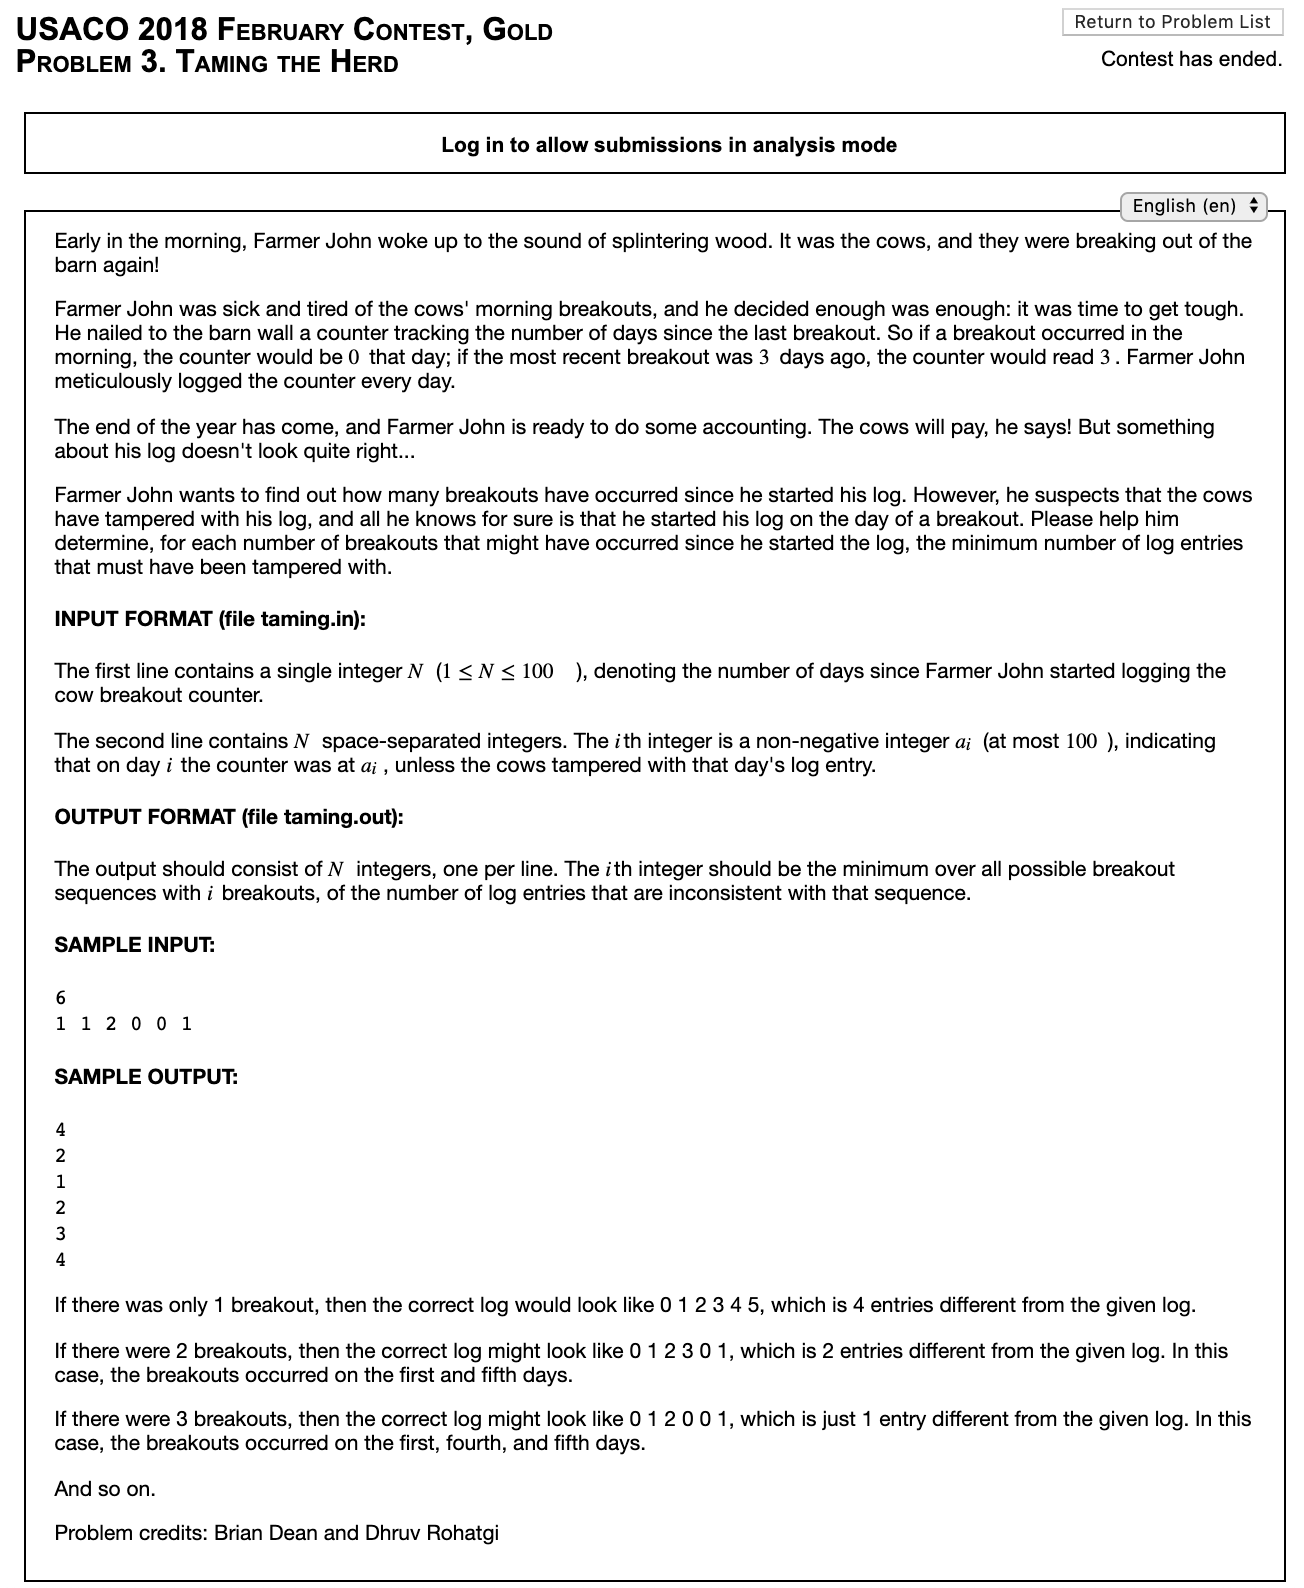 USACO 2018 February Contest, Gold
Problem 3. Taming the Herd
Return to Problem List
Contest has ended.
Log in to allow submissions in analysis mode
English (en)
Early in the morning, Farmer John woke up to the sound of splintering wood. It was the cows, and they were breaking out of the
barn again!
Farmer John was sick and tired of the cows' morning breakouts, and he decided enough was enough: it was time to get tough.
He nailed to the barn wall a counter tracking the number of days since the last breakout. So if a breakout occurred in the
morning, the counter would be 0 that day; if the most recent breakout was 3 days ago, the counter would read 3. Farmer John
meticulously logged the counter every day.
The end of the year has come, and Farmer John is ready to do some accounting. The cows will pay, he says! But something
about his log doesn't look quite right...
Farmer John wants to find out how many breakouts have occurred since he started his log. However, he suspects that the cows
have tampered with his log, and all he knows for sure is that he started his log on the day of a breakout. Please help him
determine, for each number of breakouts that might have occurred since he started the log, the minimum number of log entries
that must have been tampered with.
INPUT FORMAT (file taming.in):
The first line contains a single integer N (1 ≤ N ≤ 100 ), denoting the number of days since Farmer John started logging the
cow breakout counter.
The second line contains N space-separated integers. The ith integer is a non-negative integer ai (at most 100 ), indicating
that on day i the counter was at ai , unless the cows tampered with that day's log entry.
OUTPUT FORMAT (file taming.out):
The output should consist of N integers, one per line. The ith integer should be the minimum over all possible breakout
sequences with i breakouts, of the number of log entries that are inconsistent with that sequence.
SAMPLE INPUT:
6
1 1 2 0 0 1
SAMPLE OUTPUT:
4
2
1
2
3
4
If there was only 1 breakout, then the correct log would look like 0 1 2 3 4 5, which is 4 entries different from the given log.
If there were 2 breakouts, then the correct log might look like 0 1 2 3 0 1, which is 2 entries different from the given log. In this
case, the breakouts occurred on the first and fifth days.
If there were 3 breakouts, then the correct log might look like 0 1 2 0 0 1, which is just 1 entry different from the given log. In this
case, the breakouts occurred on the first, fourth, and fifth days.
And so on.
Problem credits: Brian Dean and Dhruv Rohatgi